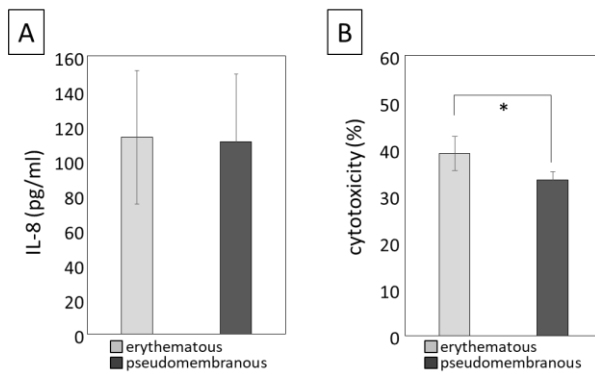 A
IL-8 (pg/ml)
160
140
120
100
80
60
40
20
0
erythematous
pseudomembranous
B
cytotoxicity (%)
60
50
40
30
20
10
0
*
erythematous
pseudomembranous